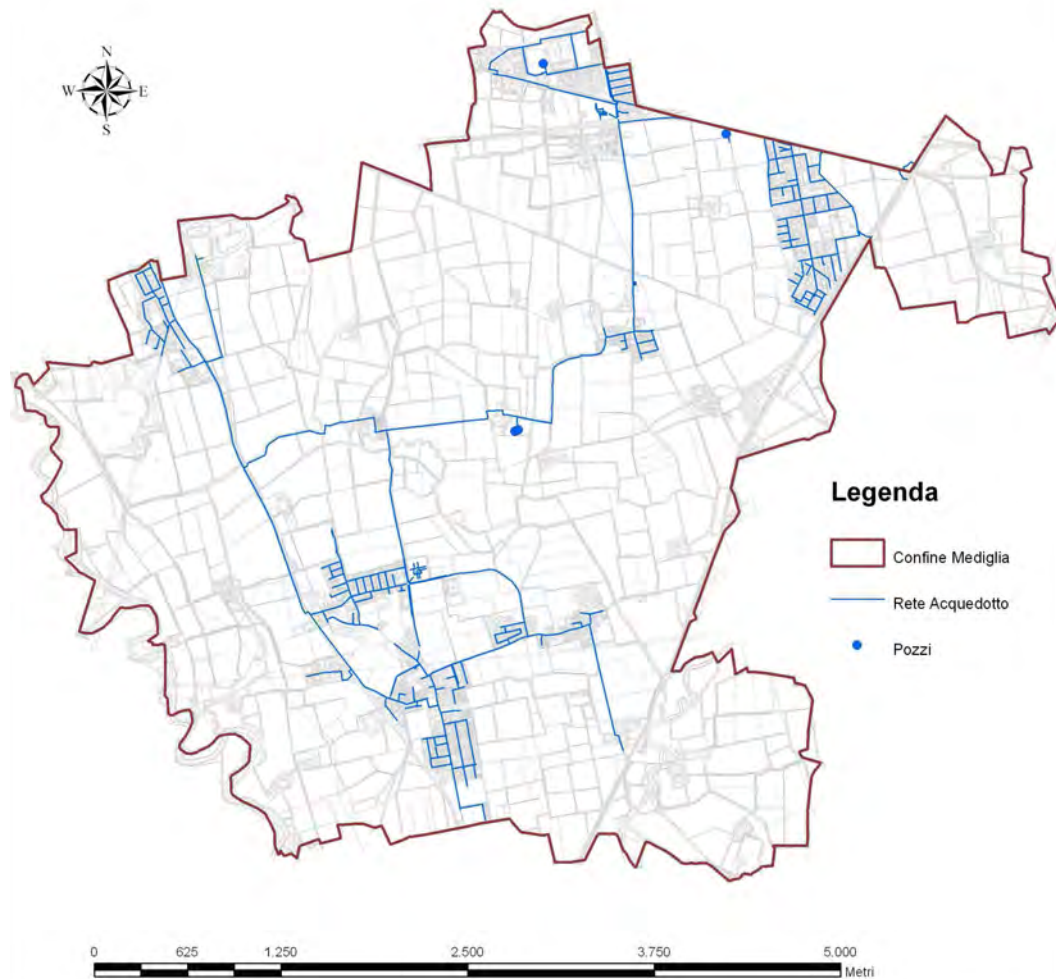 N
W E
S
Legenda
Confine Mediglia
Rete Acquedotto
Pozzi
0 625 1.250 2.500 3.750 5.000
Metri